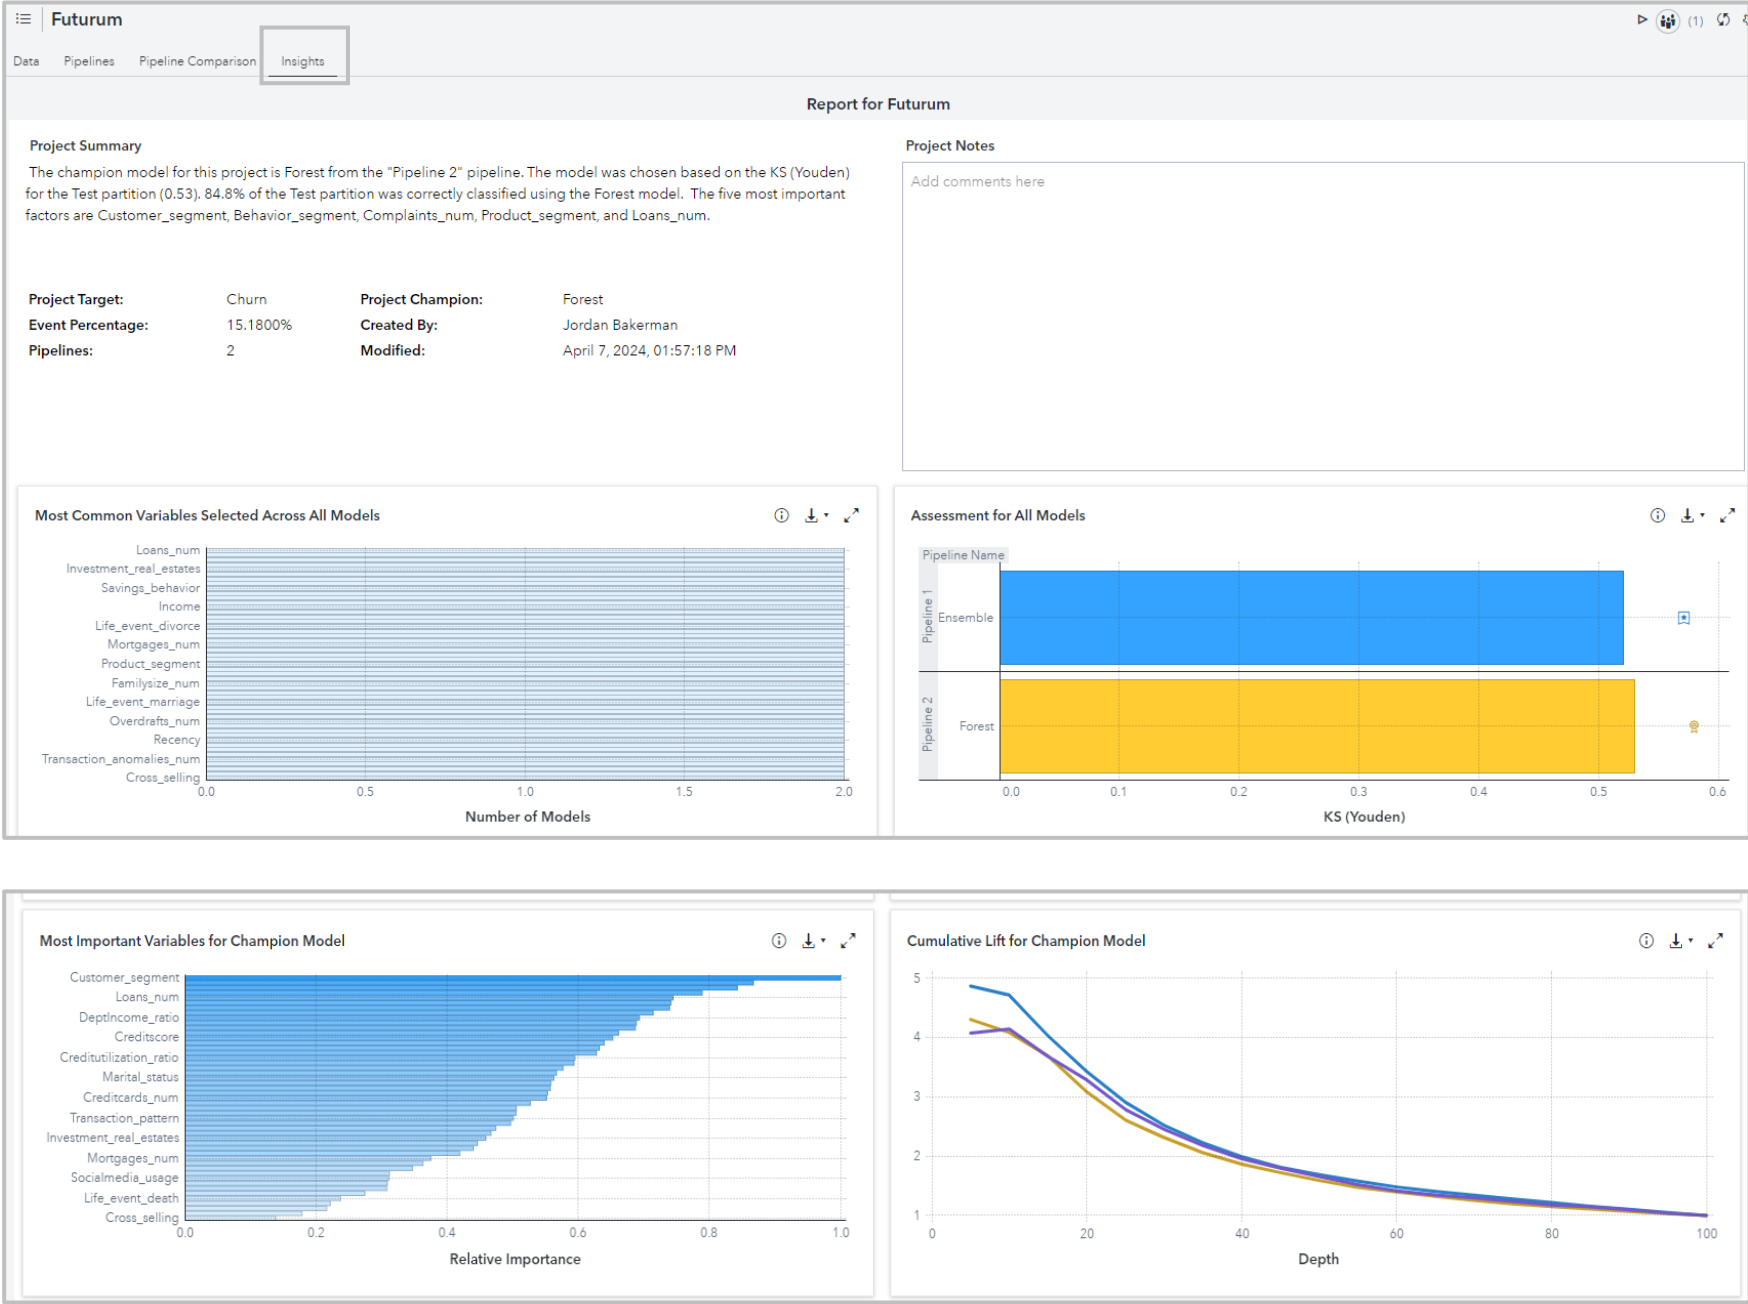 Futurum
(1)
Data Pipelines Pipeline Comparison Insights
Report for Futurum
Project Summary
The champion model for this project is Forest from the "Pipeline 2" pipeline. The model was chosen based on the KS (Youden)
for the Test partition (0.53). 84.8% of the Test partition was correctly classified using the Forest model. The five most important
factors are Customer_segment, Behavior_segment, Complaints_num, Product_segment, and Loans_num.
Project Target: Churn Project Champion: Forest
Event Percentage: 15.1800% Created By: Jordan Bakerman
Pipelines: 2 Modified: April 7, 2024, 01:57:18 PM
Project Notes
Add comments here
Most Common Variables Selected Across All Models
Loans_num
Investment_real_estates
Savings_behavior
Income
Life_event_divorce
Mortgages_num
Product_segment
Familysize_num
Life_event_marriage
Overdrafts_num
Recency
Transaction_anomalies_num
Cross_selling
0.0 0.5 1.0 1.5 2.0
Number of Models
Assessment for All Models
Pipeline Name
Pipeline 1
Ensemble
Pipeline 2
Forest
0.0 0.1 0.2 0.3 0.4 0.5 0.6
KS (Youden)
Most Important Variables for Champion Model
Customer_segment
Loans_num
DeptIncome_ratio
Creditscore
Creditutilization_ratio
Marital_status
Creditcards_num
Transaction_pattern
Investment_real_estates
Mortgages_num
Socialmedia_usage
Life_event_death
Cross_selling
0.0 0.2 0.4 0.6 0.8 1.0
Relative Importance
Cumulative Lift for Champion Model
5
4
3
2
1
0 20 40 60 80 100
Depth